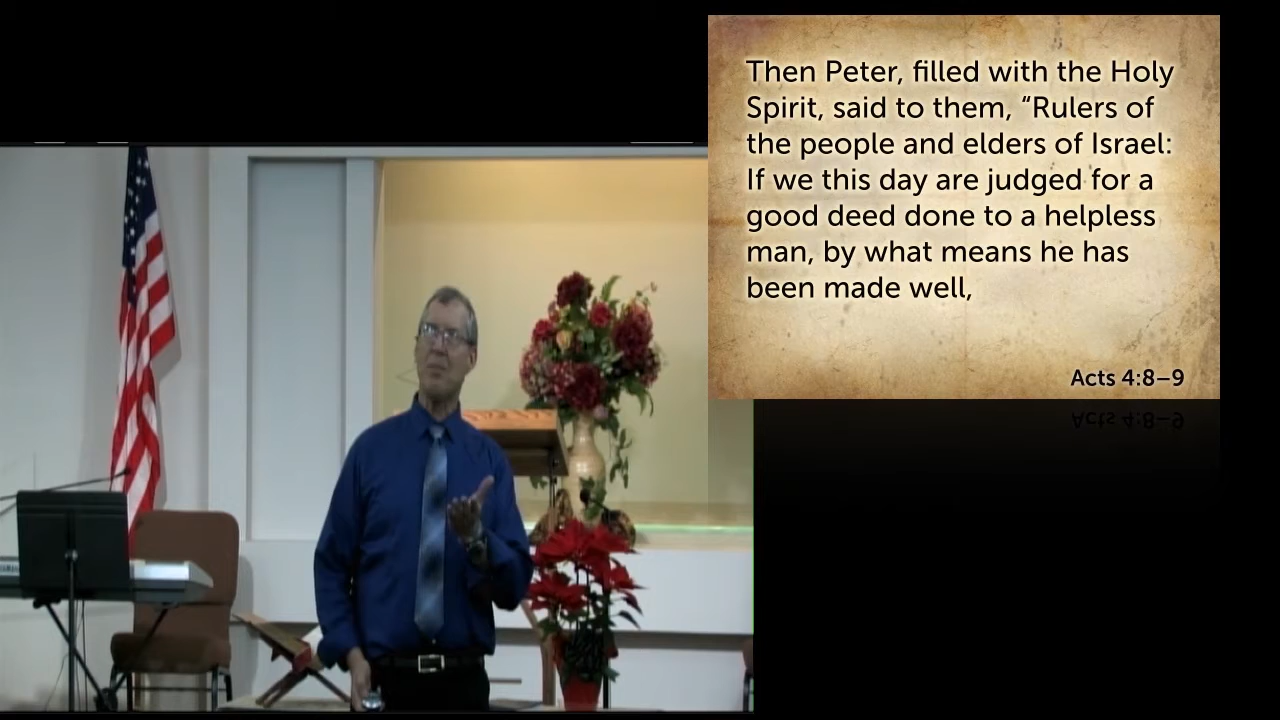 Then Peter, filled with the Holy
Spirit, said to them, “Rulers of
the people and elders of Israel:
If we this day are judged for a
good deed done to a helpless
man, by what means he has
been made well,
Acts 4:8–9